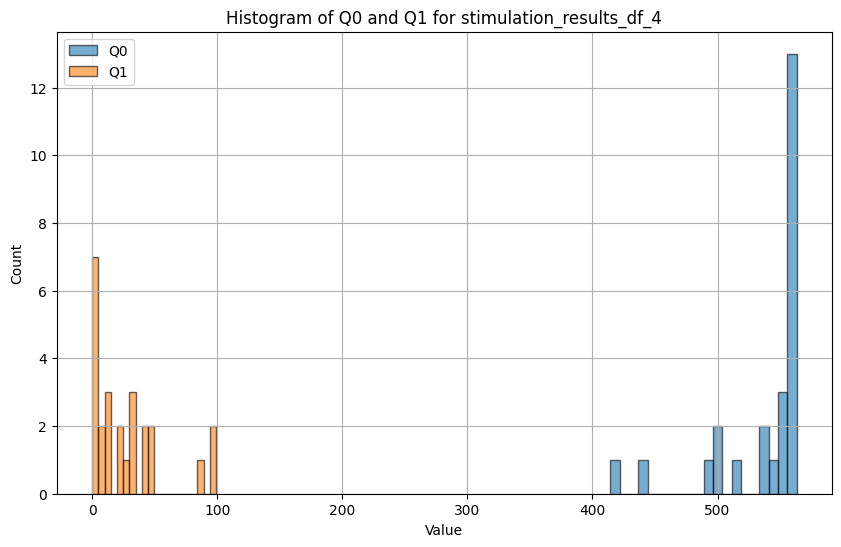 Histogram of Q0 and Q1 for stimulation_results_df_4
Q0
Q1
12
10
8
6
4
2
0
Count
0 100 200 300 400 500
Value